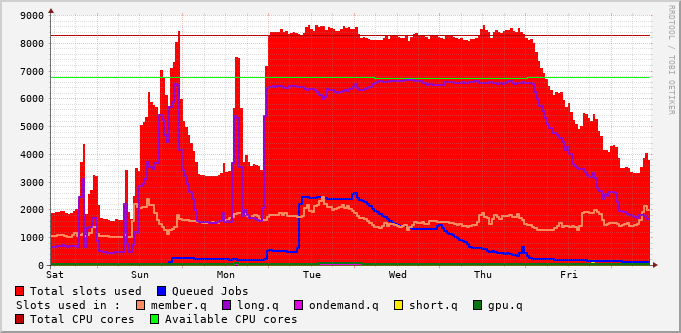 9000
8000
7000
6000
5000
4000
3000
2000
1000
0
Sat Sun Mon Tue Wed Thu Fri
RRDTOOL / TOBI OETIKER
Total slots used Queued Jobs
Slots used in : member.q long.q ondemand.q short.q gpu.q
Total CPU cores Available CPU cores